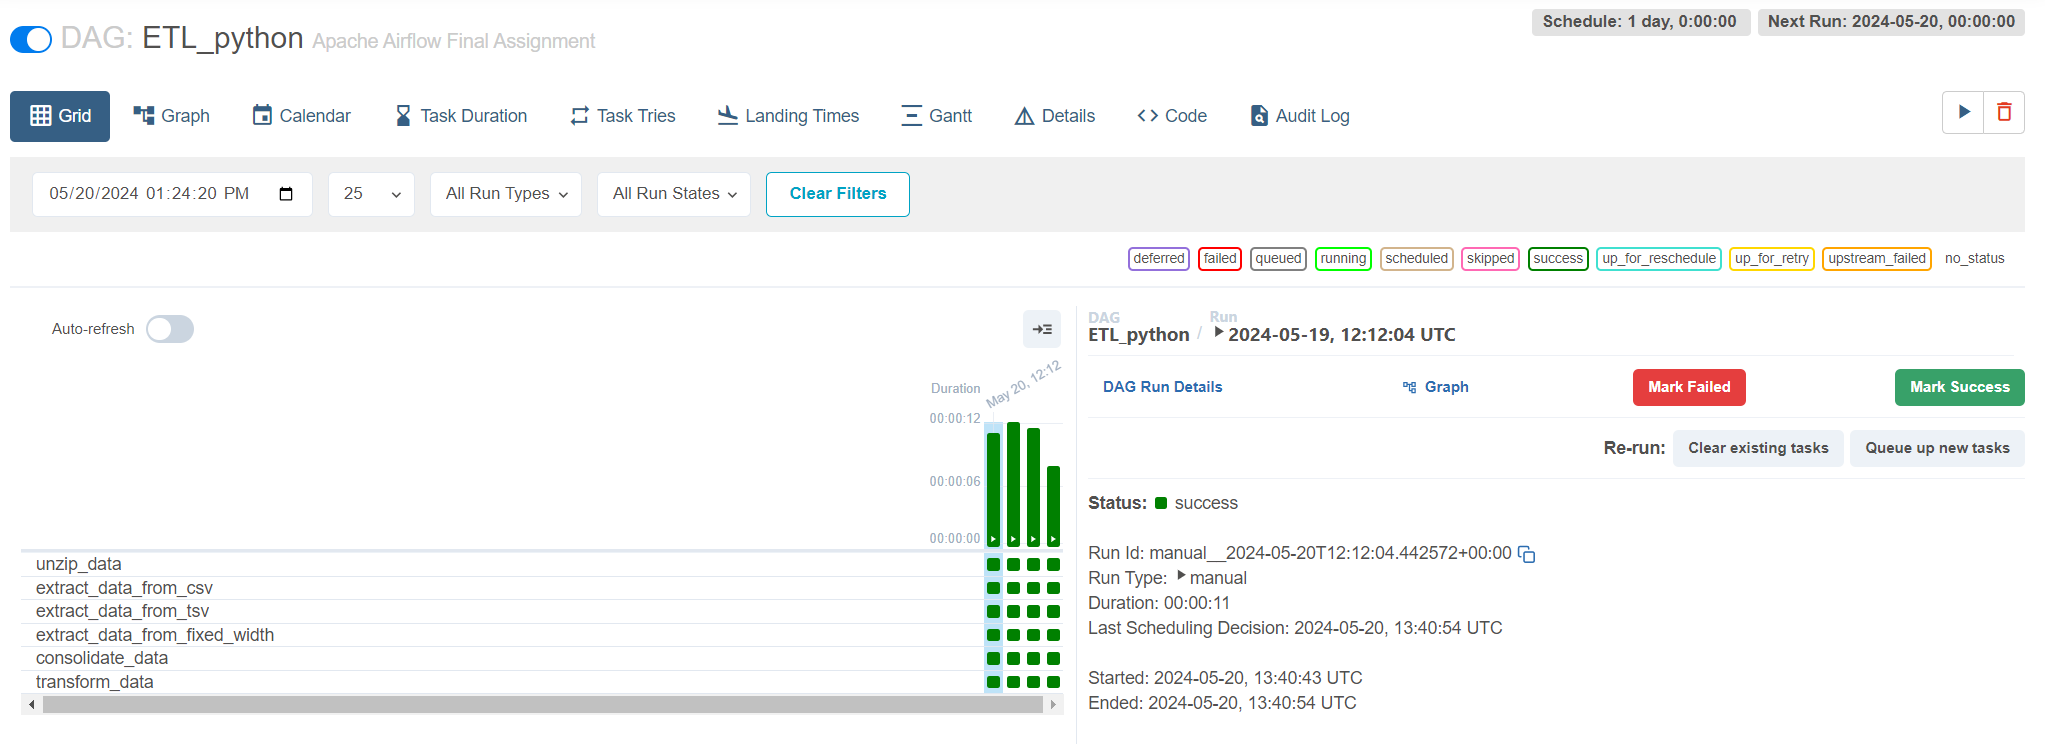 DAG: ETL_python Apache Airflow Final Assignment
Schedule: 1 day, 0:00:00 Next Run: 2024-05-20, 00:00:00
Grid Graph Calendar Task Duration Task Tries Landing Times Gantt Details Code Audit Log
05/20/2024 01:24:20 PM 25 All Run Types All Run States Clear Filters
deferred failed queued running scheduled skipped success up_for_reschedule up_for_retry upstream_failed no_status
Auto-refresh
Duration
May 20, 12:12
00:00:12
00:00:06
00:00:00
unzip_data
extract_data_from_csv
extract_data_from_tsv
extract_data_from_fixed_width
consolidate_data
transform_data
DAG Run
ETL_python / 2024-05-19, 12:12:04 UTC
DAG Run Details Graph Mark Failed Mark Success
Re-run: Clear existing tasks Queue up new tasks
Status: success
Run Id: manual__2024-05-20T12:12:04.442572+00:00
Run Type: manual
Duration: 00:00:11
Last Scheduling Decision: 2024-05-20, 13:40:54 UTC
Started: 2024-05-20, 13:40:43 UTC
Ended: 2024-05-20, 13:40:54 UTC